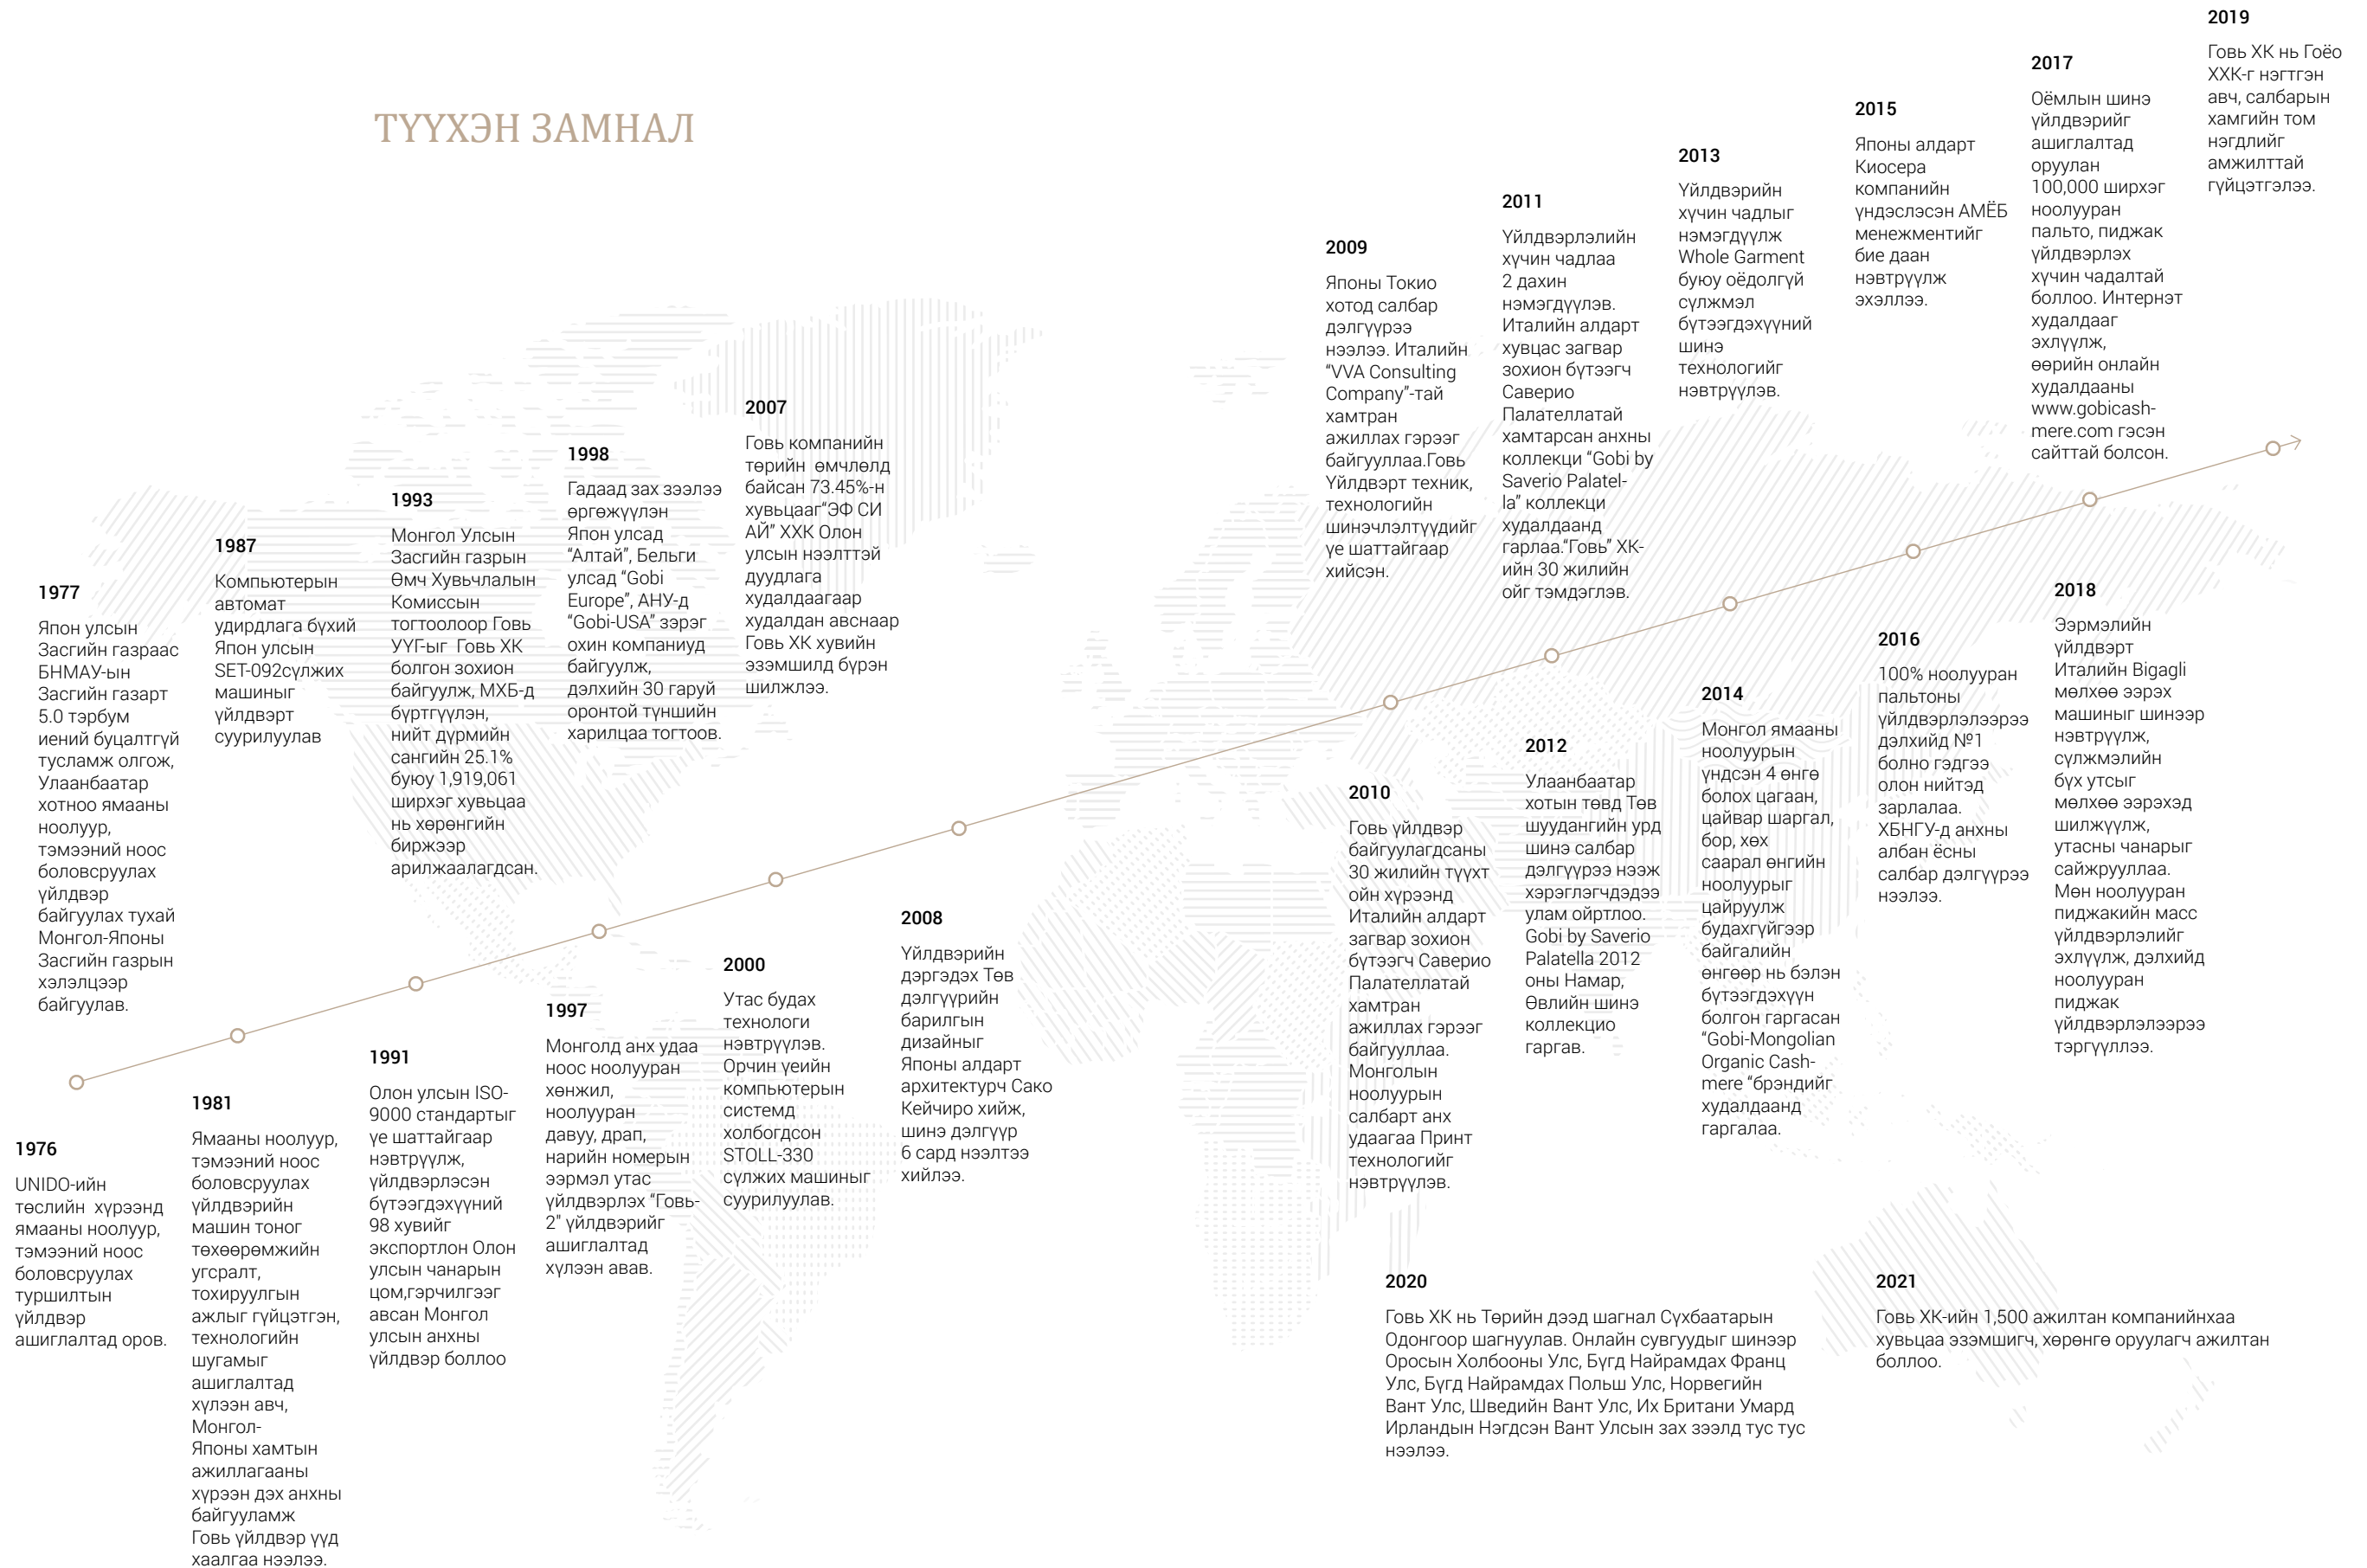 ТҮҮХЭН ЗАМНАЛ
1976
UNIDO-ийн
төслийн хүрээнд
ямааны ноолуур,
тэмээний ноос
боловсруулах
туршилтын
үйлдвэр
ашиглалтад оров.
1977
Япон улсын
Засгийн газраас
БНМАУ-ын
Засгийн газарт
5.0 тэрбум
иений буцалтгүй
тусламж олгож,
Улаанбаатар
хотноо ямааны
ноолуур,
тэмээний ноос
боловсруулах
үйлдвэр
байгуулах тухай
Монгол-Японы
Засгийн газрын
хэлэлцээр
байгуулав.
1981
Ямааны ноолуур,
тэмээний ноос
боловсруулах
үйлдвэрийн
машин тоног
төхөөрөмжийн
угсралт,
тохируулгын
ажлыг гүйцэтгэн,
технологийн
шугамыг
ашиглалтад
хүлээн авч,
Монгол-
Японы хамтын
ажиллагааны
хүрээн дэх анхны
байгууламж
Говь үйлдвэр үүд
хаалгаа нээлээ.
1987
Компьютерын
автомат
удирдлага бүхий
Япон улсын
SET-092сүлжих
машиныг
үйлдвэрт
суурилуулав
1991
Олон улсын ISO-
9000 стандартыг
үе шаттайгаар
нэвтрүүлж,
үйлдвэрлэсэн
бүтээгдэхүүний
98 хувийг
экспортлон Олон
улсын чанарын
цом,гэрчилгээг
авсан Монгол
улсын анхны
үйлдвэр боллоо
1993
Монгол Улсын
Засгийн газрын
Өмч Хувьчлалын
Комиссын
тогтоолоор Говь
УҮГ-ыг Говь ХК
болгон зохион
байгуулж, МХБ-д
бүртгүүлэн,
нийт дүрмийн
сангийн 25.1%
буюу 1,919,061
ширхэг хувьцаа
нь хөрөнгийн
биржээр
арилжаалагдсан.
1997
Монголд анх удаа
ноос ноолууран
хөнжил,
ноолууран
даавуу, драп,
нарийн номерын
ээрмэл утас
үйлдвэрлэх “Говь-
2” үйлдвэрийг
ашиглалтад
хүлээн авав.
1998
Гадаад зах зээлээ
өргөжүүлэн
Япон улсад
“Алтай”, Бельги
улсад “Gobi
Europe”, АНУ-д
“Gobi-USA” зэрэг
охин компаниуд
байгуулж,
дэлхийн 30 гаруй
оронтой түншийн
харилцаа тогтоов.
2000
Утас будах
технологи
нэвтрүүлэв.
Орчин үеийн
компьютерын
системд
холбогдсон
STOLL-330
сүлжих машиныг
суурилуулав.
2007
Говь компанийн
төрийн өмчлөлд
байсан 73.45%-н
хувьцааг“ЭФ СИ
АЙ” ХХК Олон
улсын нээлттэй
дуудлага
худалдаагаар
худалдан авснаар
Говь ХК хувийн
эзэмшилд бүрэн
шилжлээ.
2008
Үйлдвэрийн
дэргэдэх Төв
дэлгүүрийн
барилгын
дизайныг
Японы алдарт
архитектурч Сако
Кейчиро хийж,
шинэ дэлгүүр
6 сард нээлтээ
хийлээ.
2009
Японы Токио
хотод салбар
дэлгүүрээ
нээлээ. Италийн
“VVA Consulting
Company”-тай
хамтран
ажиллах гэрээг
байгууллаа.Говь
Үйлдвэрт техник,
технологийн
шинэчлэлтүүдийг
үе шаттайгаар
хийсэн.
2010
Говь үйлдвэр
байгуулагдсаны
30 жилийн түүхт
ойн хүрээнд
Италийн алдарт
загвар зохион
бүтээгч Саверио
Палателлатай
хамтран
ажиллах гэрээг
байгууллаа.
Монголын
ноолуурын
салбарт анх
удаагаа Принт
технологийг
нэвтрүүлэв.
2011
Үйлдвэрлэлийн
хүчин чадлаа
2 дахин
нэмэгдүүлэв.
Италийн алдарт
хувцас загвар
зохион бүтээгч
Саверио
Палателлатай
хамтарсан анхны
коллекци “Gobi by
Saverio Palatel-
la” коллекци
худалдаанд
гарлаа.“Говь” ХК-
ийн 30 жилийн
ойг тэмдэглэв.
2012
Улаанбаатар
хотын төвд Төв
шуудангийн урд
шинэ салбар
дэлгүүрээ нээж
хэрэглэгчдэдээ
улам ойртлоо.
Gobi by Saverio
Palatella 2012
оны Намар,
Өвлийн шинэ
коллекцио
гаргав.
2013
Үйлдвэрийн
хүчин чадлыг
нэмэгдүүлж
Whole Garment
буюу оёдолгүй
сүлжмэл
бүтээгдэхүүний
шинэ
технологийг
нэвтрүүлэв.
2014
Монгол ямааны
ноолуурын
үндсэн 4 өнгө
болох цагаан,
цайвар шаргал,
бор, хөх
саарал өнгийн
ноолуурыг
цайруулж
будахгүйгээр
байгалийн
өнгөөр нь бэлэн
бүтээгдэхүүн
болгон гаргасан
“Gobi-Mongolian
Organic Cash-
mere “брэндийг
худалдаанд
гаргалаа.
2015
Японы алдарт
Киосера
компанийн
үндэслэсэн АМЁБ
менежментийг
бие даан
нэвтрүүлж
эхэллээ.
2016
100% ноолууран
пальтоны
үйлдвэрлэлээрээ
дэлхийд №1
болно гэдгээ
олон нийтэд
зарлалаа.
ХБНГУ-д анхны
албан ёсны
салбар дэлгүүрээ
нээлээ.
2017
Оёмлын шинэ
үйлдвэрийг
ашиглалтад
оруулан
100,000 ширхэг
ноолууран
пальто, пиджак
үйлдвэрлэх
хүчин чадалтай
боллоо. Интернэт
худалдааг
эхлүүлж,
өөрийн онлайн
худалдааны
www.gobicash-
mere.com гэсэн
сайттай болсон.
2018
Ээрмэлийн
үйлдвэрт
Италийн Bigagli
мөлхөө ээрэх
машиныг шинээр
нэвтрүүлж,
сүлжмэлийн
бүх утсыг
мөлхөө ээрэхэд
шилжүүлж,
утасны чанарыг
сайжрууллаа.
Мөн ноолууран
пиджакийн масс
үйлдвэрлэлийг
эхлүүлж, дэлхийд
ноолууран
пиджак
үйлдвэрлэлээрээ
тэргүүллээ.
2019
Говь ХК нь Гоёо
ХХК-г нэгтгэн
авч, салбарын
хамгийн том
нэгдлийг
амжилттай
гүйцэтгэлээ.
2020
Говь ХК нь Төрийн дээд шагнал Сүхбаатарын
Одонгоор шагнуулав. Онлайн сувгуудыг шинээр
Оросын Холбооны Улс, Бүгд Найрамдах Франц
Улс, Бүгд Найрамдах Польш Улс, Норвегийн
Вант Улс, Шведийн Вант Улс, Их Британи Умард
Ирландын Нэгдсэн Вант Улсын зах зээлд тус тус
нээлээ.
2021
Говь ХК-ийн 1,500 ажилтан компанийнхаа
хувьцаа эзэмшигч, хөрөнгө оруулагч ажилтан
боллоо.